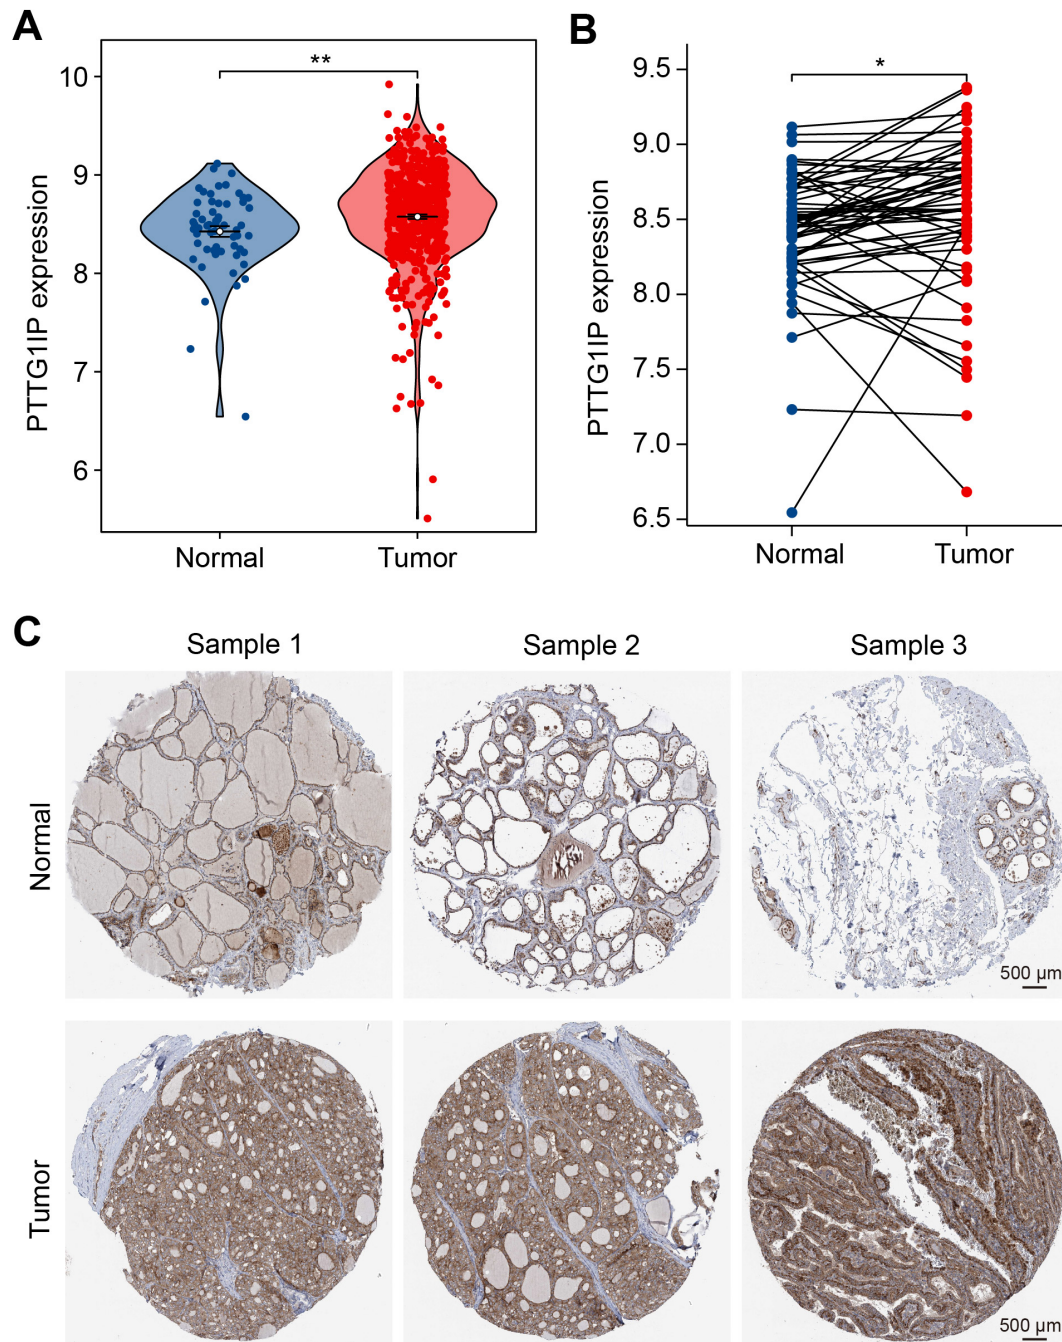 A
**
10
9
8
7
6
PTTG1IP expression
Normal
Tumor
B
*
9.5
9.0
8.5
8.0
7.5
7.0
6.5
PTTG1IP expression
Normal
Tumor
C
Sample 1
Sample 2
Sample 3
Normal
500 µm
Tumor
500 µm